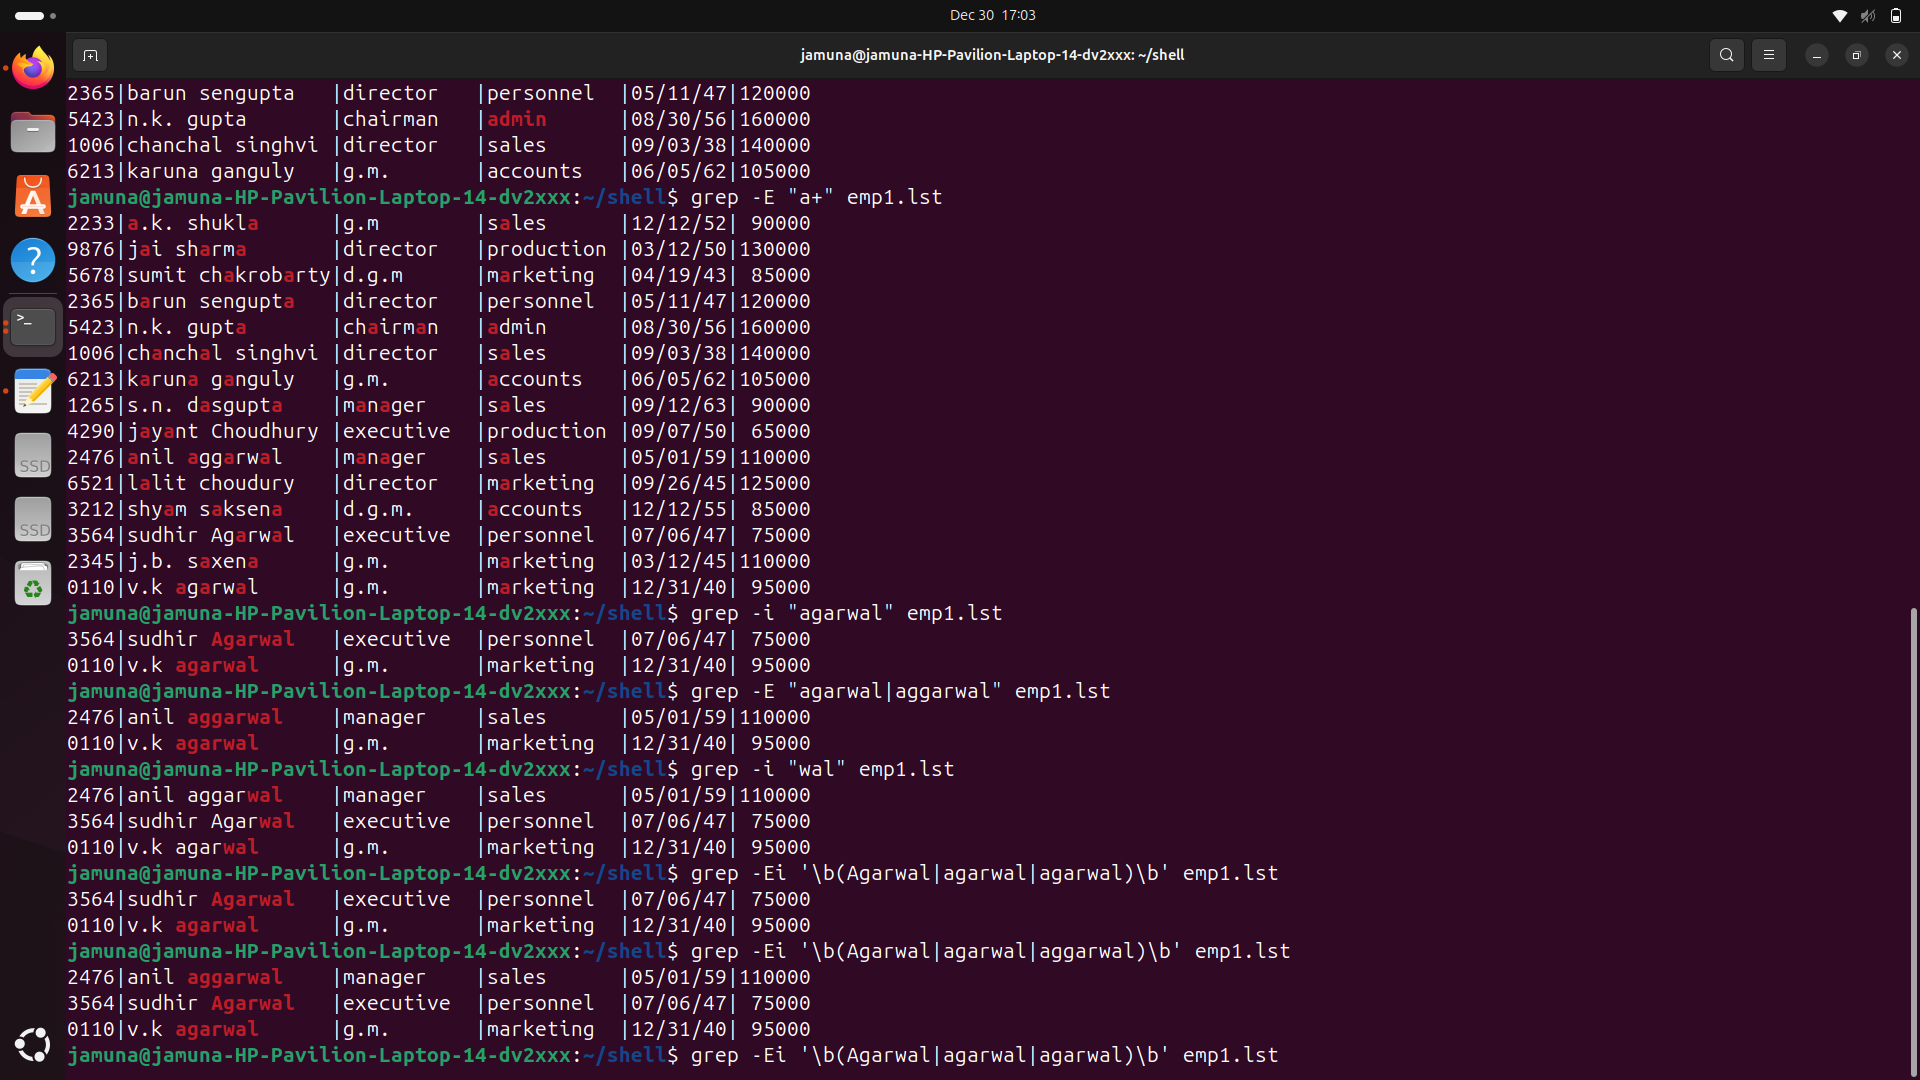 Dec 30 17:03
jamuna@jamuna-HP-Pavilion-Laptop-14-dv2xxx: ~/shell
2365|barun sengupta   |director   |personnel  |05/11/47|120000
5423|n.k. gupta       |chairman   |admin      |08/30/56|160000
1006|chanchal singhvi |director   |sales      |09/03/38|140000
6213|karuna ganguly   |g.m.       |accounts   |06/05/62|105000
jamuna@jamuna-HP-Pavilion-Laptop-14-dv2xxx:~/shell$ grep -E "a+" emp1.lst
2233|a.k. shukla      |g.m        |sales      |12/12/52| 90000
9876|jai sharma       |director   |production |03/12/50|130000
5678|sumit chakrobarty|d.g.m      |marketing  |04/19/43| 85000
2365|barun sengupta   |director   |personnel  |05/11/47|120000
5423|n.k. gupta       |chairman   |admin      |08/30/56|160000
1006|chanchal singhvi |director   |sales      |09/03/38|140000
6213|karuna ganguly   |g.m.       |accounts   |06/05/62|105000
1265|s.n. dasgupta    |manager    |sales      |09/12/63| 90000
4290|jayant Choudhury |executive  |production |09/07/50| 65000
2476|anil aggarwal    |manager    |sales      |05/01/59|110000
6521|lalit choudury   |director   |marketing  |09/26/45|125000
3212|shyam saksena    |d.g.m.     |accounts   |12/12/55| 85000
3564|sudhir Agarwal   |executive  |personnel  |07/06/47| 75000
2345|j.b. saxena      |g.m.       |marketing  |03/12/45|110000
0110|v.k agarwal      |g.m.       |marketing  |12/31/40| 95000
jamuna@jamuna-HP-Pavilion-Laptop-14-dv2xxx:~/shell$ grep -i "agarwal" emp1.lst
3564|sudhir Agarwal   |executive  |personnel  |07/06/47| 75000
0110|v.k agarwal      |g.m.       |marketing  |12/31/40| 95000
jamuna@jamuna-HP-Pavilion-Laptop-14-dv2xxx:~/shell$ grep -E "agarwal|aggarwal" emp1.lst
2476|anil aggarwal    |manager    |sales      |05/01/59|110000
0110|v.k agarwal      |g.m.       |marketing  |12/31/40| 95000
jamuna@jamuna-HP-Pavilion-Laptop-14-dv2xxx:~/shell$ grep -i "wal" emp1.lst
2476|anil aggarwal    |manager    |sales      |05/01/59|110000
3564|sudhir Agarwal   |executive  |personnel  |07/06/47| 75000
0110|v.k agarwal      |g.m.       |marketing  |12/31/40| 95000
jamuna@jamuna-HP-Pavilion-Laptop-14-dv2xxx:~/shell$ grep -Ei '\b(Agarwal|agarwal|agarwal)\b' emp1.lst
3564|sudhir Agarwal   |executive  |personnel  |07/06/47| 75000
0110|v.k agarwal      |g.m.       |marketing  |12/31/40| 95000
jamuna@jamuna-HP-Pavilion-Laptop-14-dv2xxx:~/shell$ grep -Ei '\b(Agarwal|agarwal|aggarwal)\b' emp1.lst
2476|anil aggarwal    |manager    |sales      |05/01/59|110000
3564|sudhir Agarwal   |executive  |personnel  |07/06/47| 75000
0110|v.k agarwal      |g.m.       |marketing  |12/31/40| 95000
jamuna@jamuna-HP-Pavilion-Laptop-14-dv2xxx:~/shell$ grep -Ei '\b(Agarwal|agarwal|agarwal)\b' emp1.lst
>_
SSD
SSD